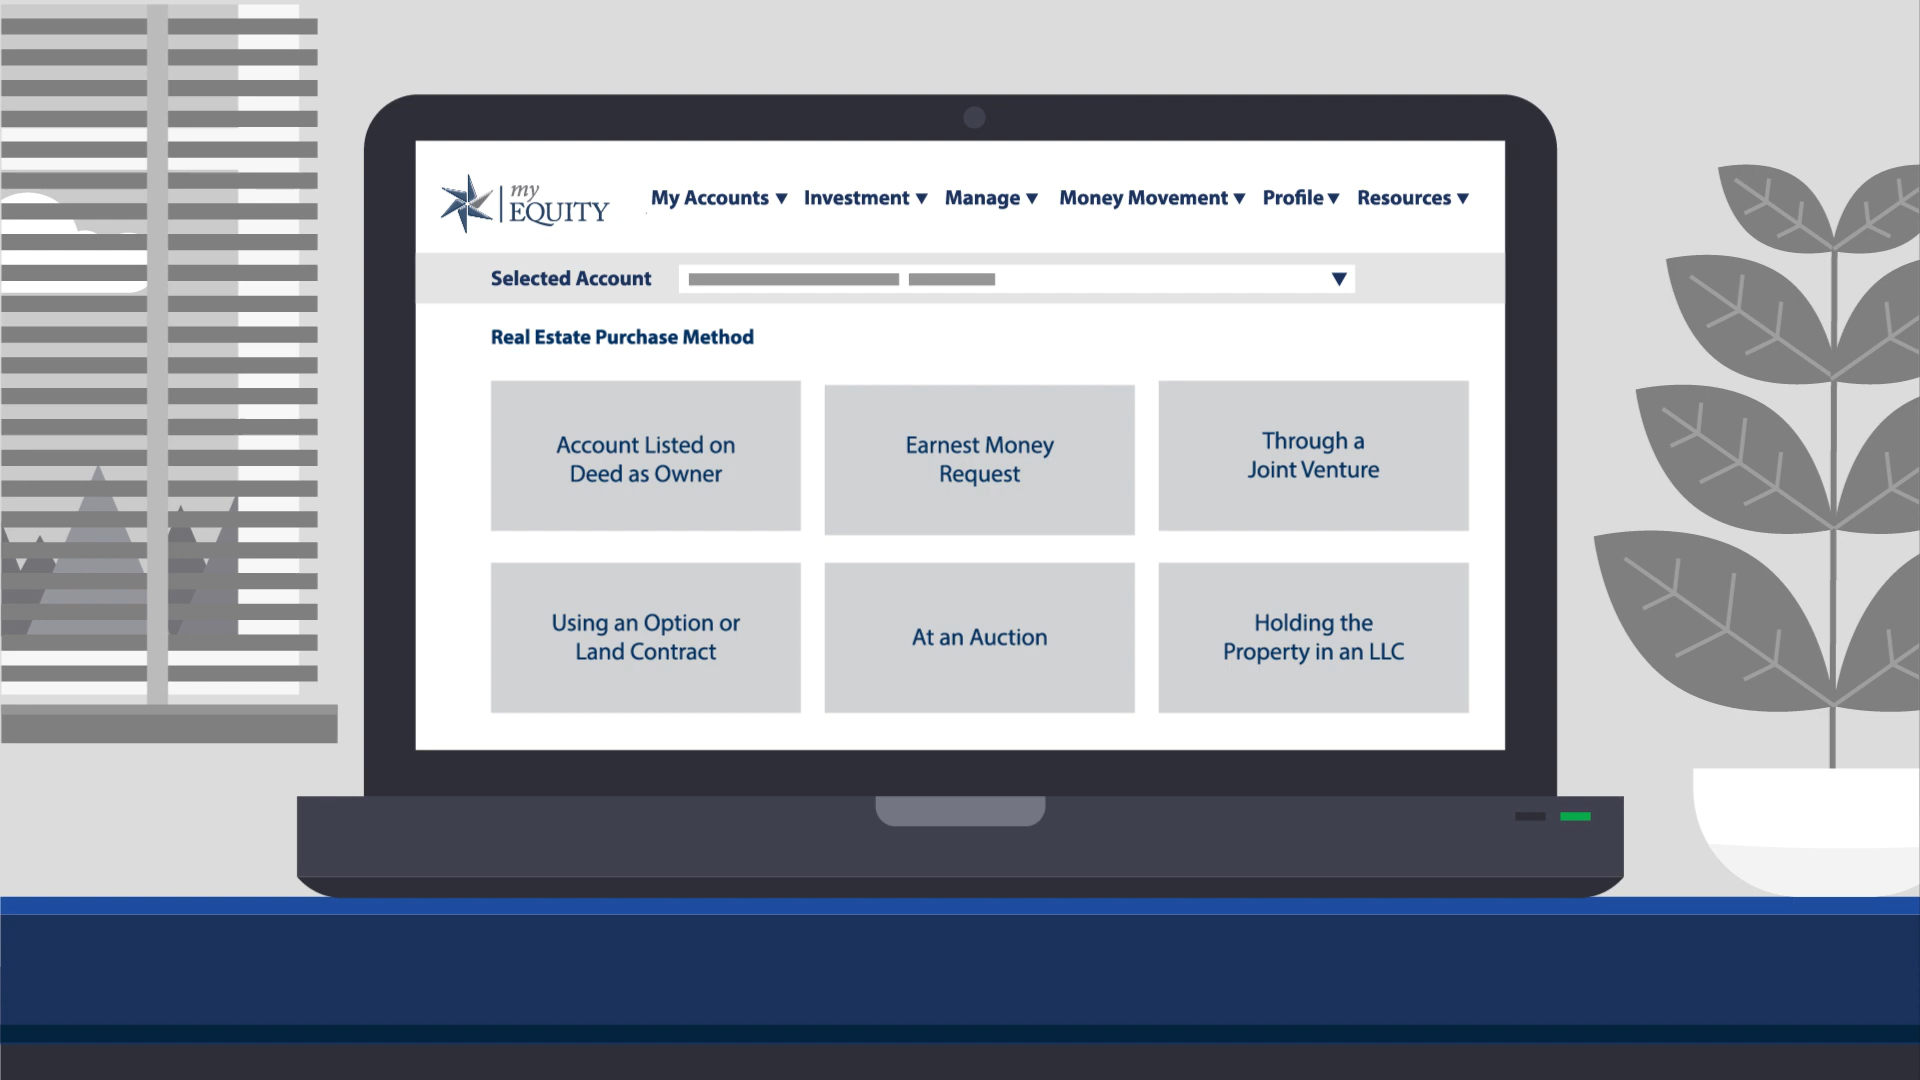 my
EQUITY
My Accounts Investment Manage Money Movement Profile Resources
Selected Account
Real Estate Purchase Method
Account Listed on
Deed as Owner
Earnest Money
Request
Through a
Joint Venture
Using an Option or
Land Contract
At an Auction
Holding the
Property in an LLC